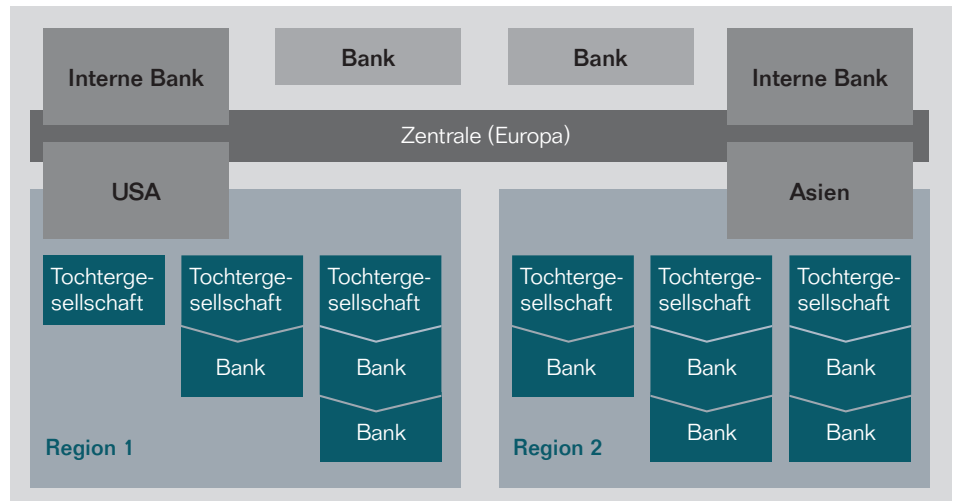 Interne Bank
Bank
Bank
Interne Bank
Zentrale (Europa)
USA
Asien
Tochterge-
sellschaft
Tochterge-
sellschaft
Bank
Tochterge-
sellschaft
Bank
Bank
Region 1
Tochterge-
sellschaft
Bank
Tochterge-
sellschaft
Bank
Bank
Tochterge-
sellschaft
Bank
Bank
Region 2